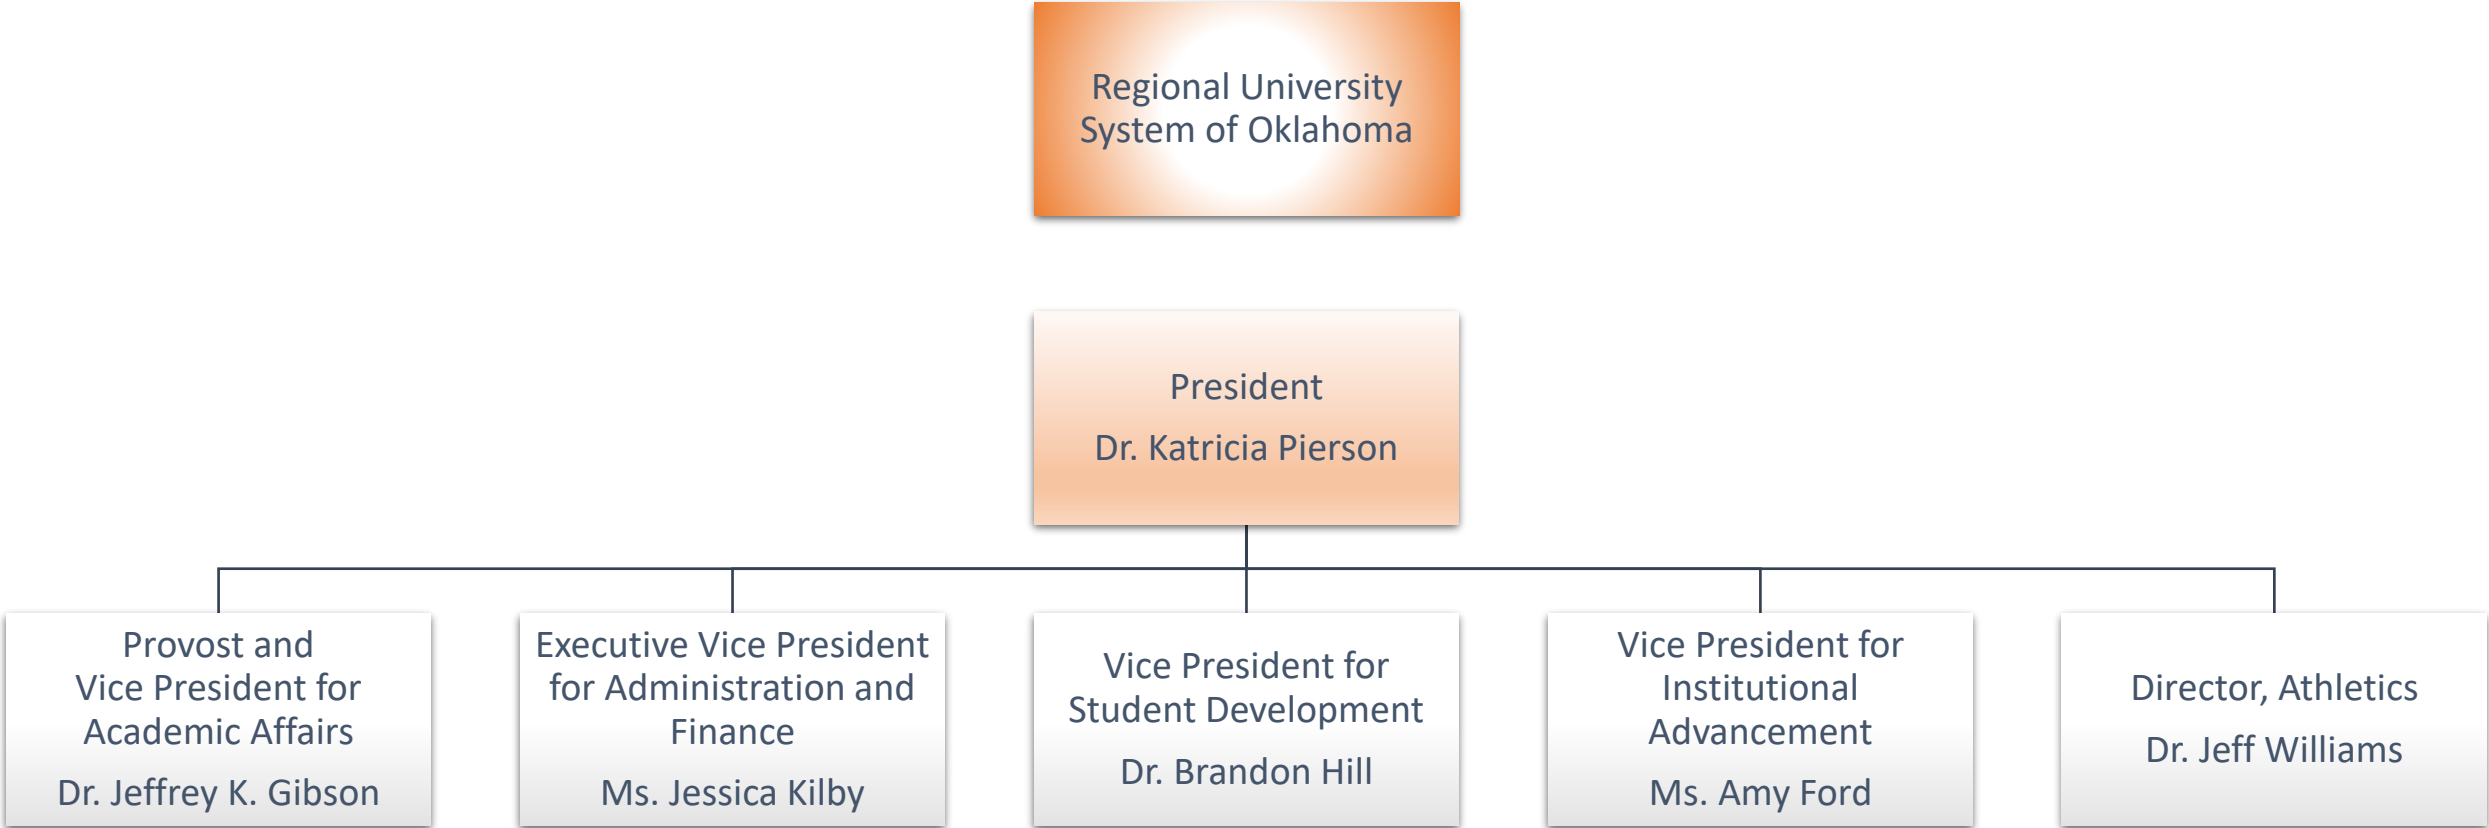 Regional University
System of Oklahoma
President
Dr. Katricia Pierson
Provost and
Vice President for
Academic Affairs
Dr. Jeffrey K. Gibson
Executive Vice President
for Administration and
Finance
Ms. Jessica Kilby
Vice President for
Student Development
Dr. Brandon Hill
Vice President for
Institutional
Advancement
Ms. Amy Ford
Director, Athletics
Dr. Jeff Williams